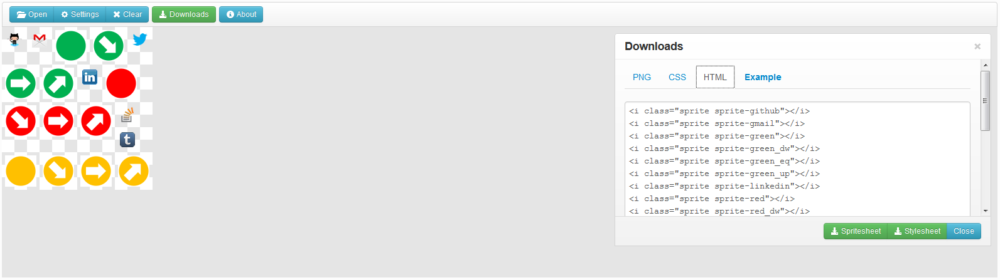 Open Settings Clear Downloads About
Downloads ×
PNG CSS HTML Example
<i class="sprite sprite-github"></i>
<i class="sprite sprite-gmail"></i>
<i class="sprite sprite-green"></i>
<i class="sprite sprite-green_dw"></i>
<i class="sprite sprite-green_eq"></i>
<i class="sprite sprite-green_up"></i>
<i class="sprite sprite-linkedin"></i>
<i class="sprite sprite-red"></i>
<i class="sprite sprite-red_dw"></i>
in
t
Spritesheet Stylesheet Close